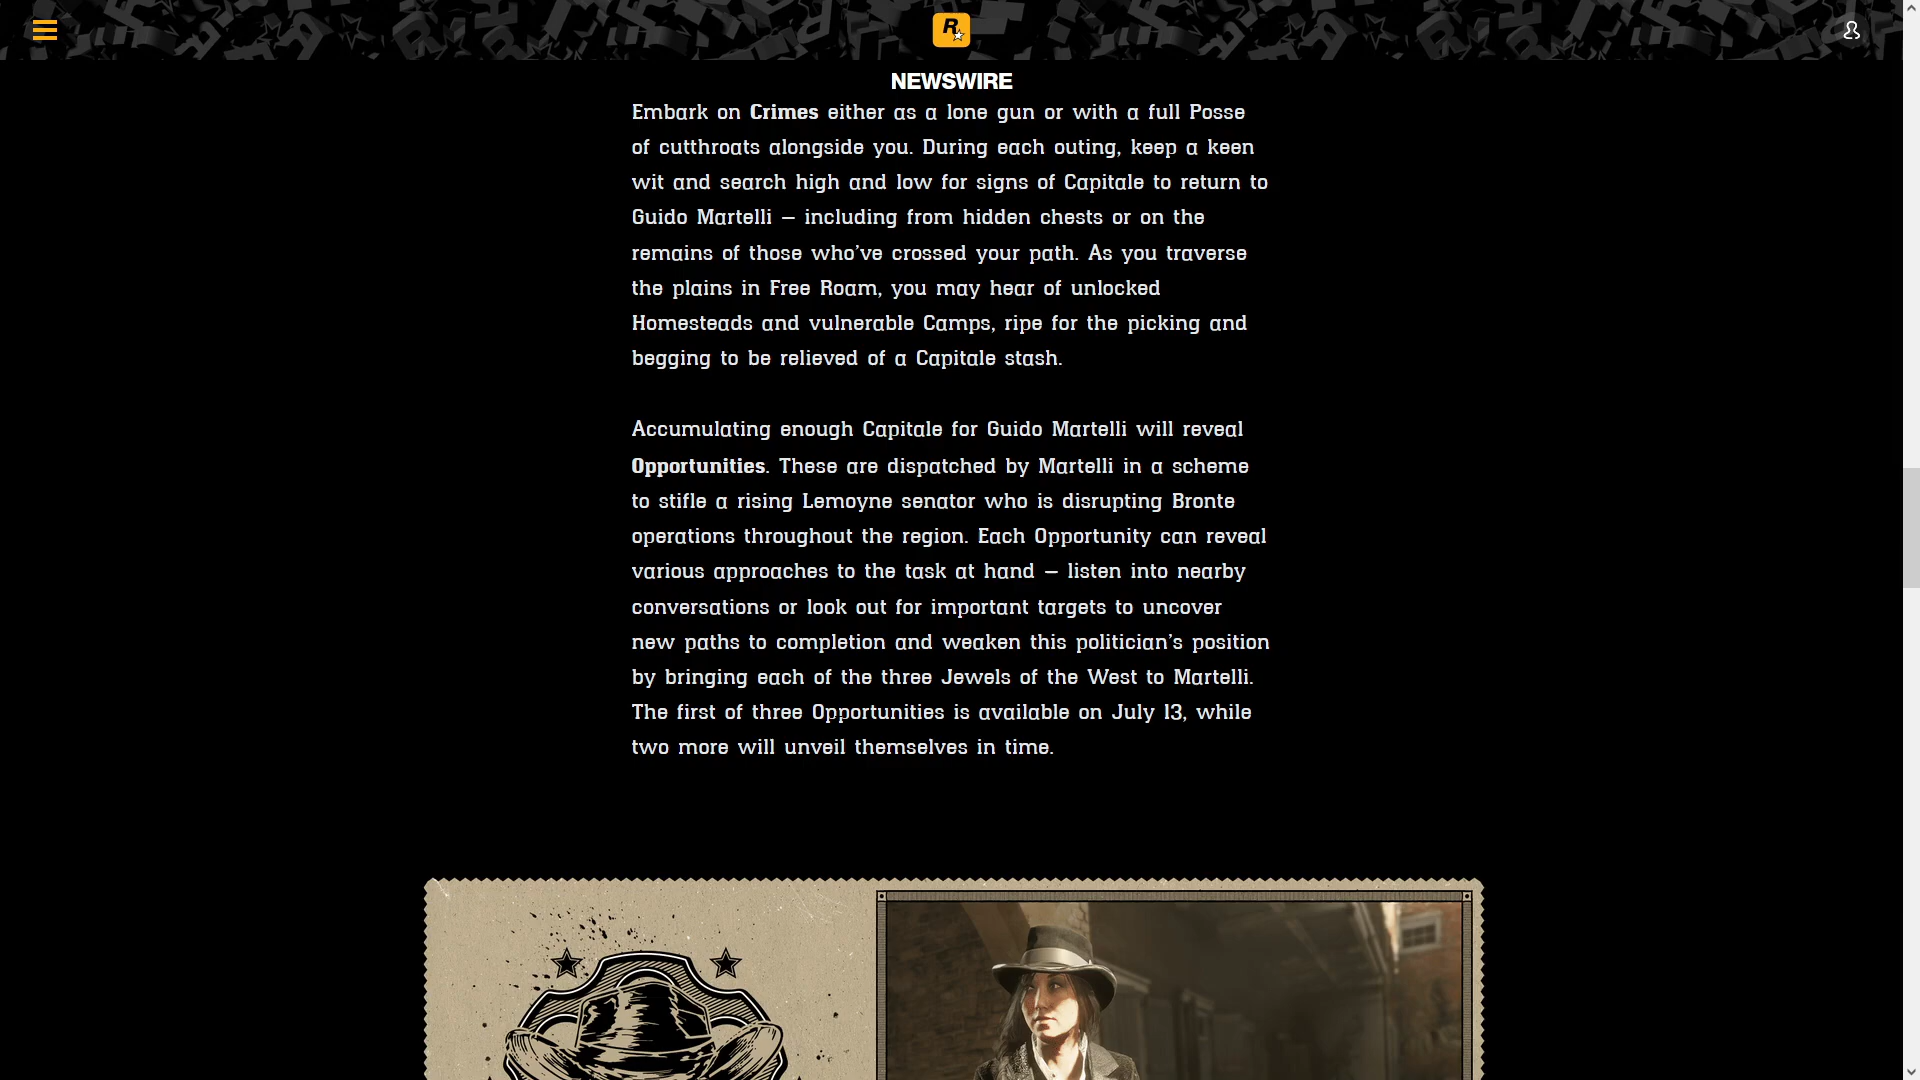 R
NEWSWIRE
Embark on Crimes either as a lone gun or with a full Posse
of cutthroats alongside you. During each outing, keep a keen
wit and search high and low for signs of Capitale to return to
Guido Martelli – including from hidden chests or on the
remains of those who’ve crossed your path. As you traverse
the plains in Free Roam, you may hear of unlocked
Homesteads and vulnerable Camps, ripe for the picking and
begging to be relieved of a Capitale stash.
Accumulating enough Capitale for Guido Martelli will reveal
Opportunities. These are dispatched by Martelli in a scheme
to stifle a rising Lemoyne senator who is disrupting Bronte
operations throughout the region. Each Opportunity can reveal
various approaches to the task at hand – listen into nearby
conversations or look out for important targets to uncover
new paths to completion and weaken this politician’s position
by bringing each of the three Jewels of the West to Martelli.
The first of three Opportunities is available on July 13, while
two more will unveil themselves in time.